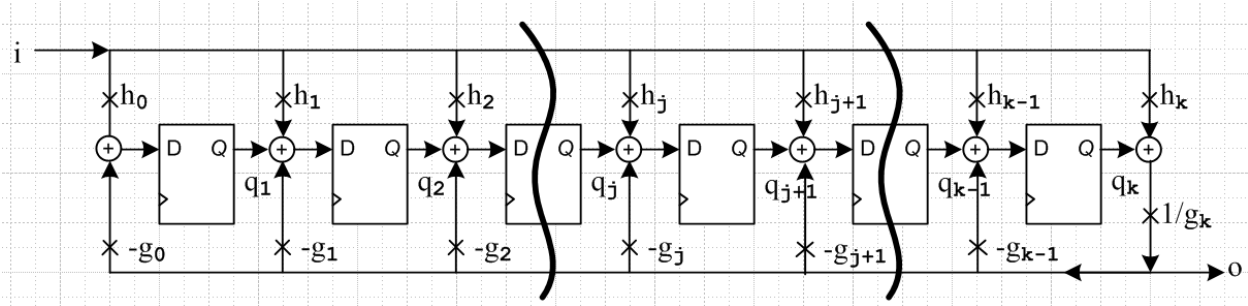 i
h0 h1 h2 hj hj+1 hk-1 hk
+ D Q + D Q + D Q + D Q + D Q + D Q +
q1 q2 qj qj+1 qk-1 qk
1/gk
-g0 -g1 -g2 -gj -gj+1 -gk-1
o